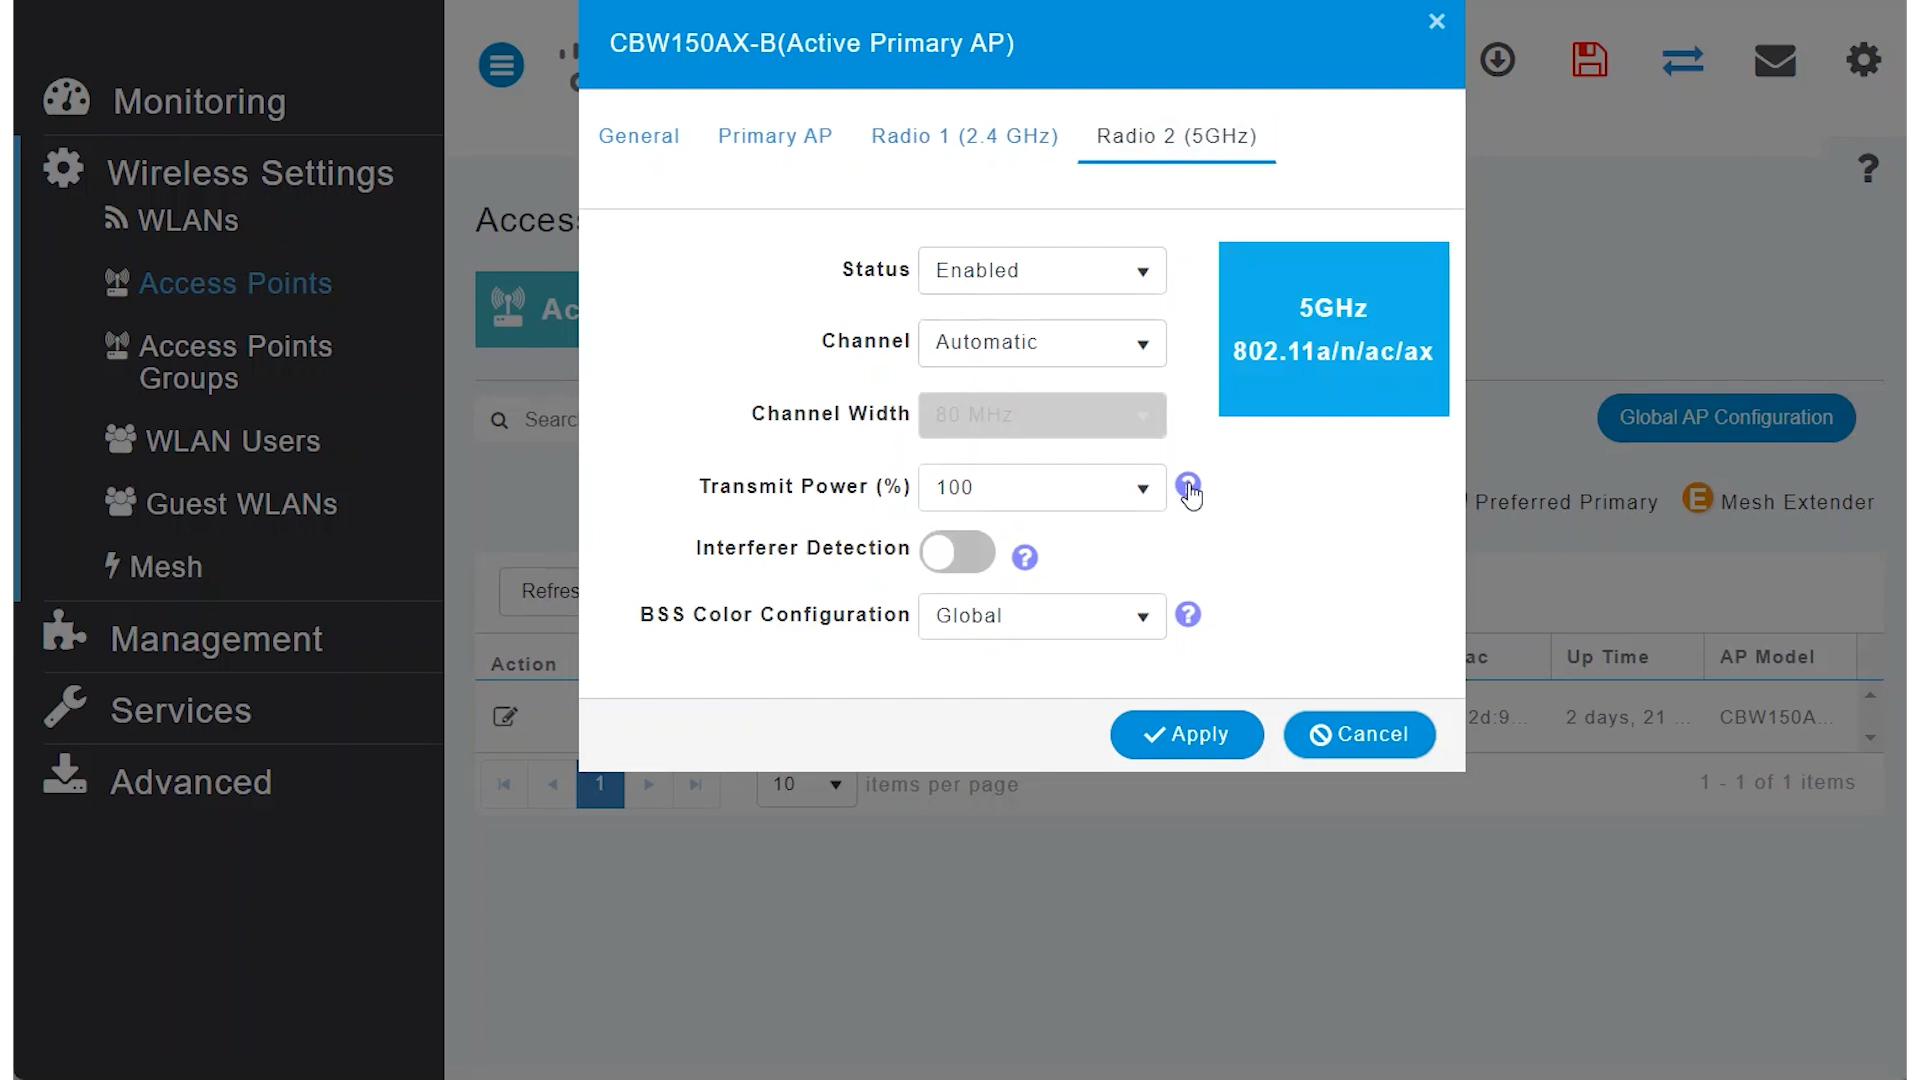 CBW150AX-B(Active Primary AP)
General
Primary AP
Radio 1 (2.4 GHz)
Radio 2 (5GHz)
Monitoring
Wireless Settings
WLANs
Access Points
Access Points
Groups
WLAN Users
Guest WLANs
Mesh
Management
Services
Advanced
Acces
Ac
Searc
Refres
Action
Status
Enabled
Channel
Automatic
Channel Width
80 MHz
Transmit Power (%)
100
?
Interferer Detection
?
BSS Color Configuration
Global
?
5GHz
802.11a/n/ac/ax
Apply
Cancel
?
Global AP Configuration
Preferred Primary
E
Mesh Extender
ac
Up Time
AP Model
2d:9...
2 days, 21 ...
CBW150A...
1
10
items per page
1 - 1 of 1 items